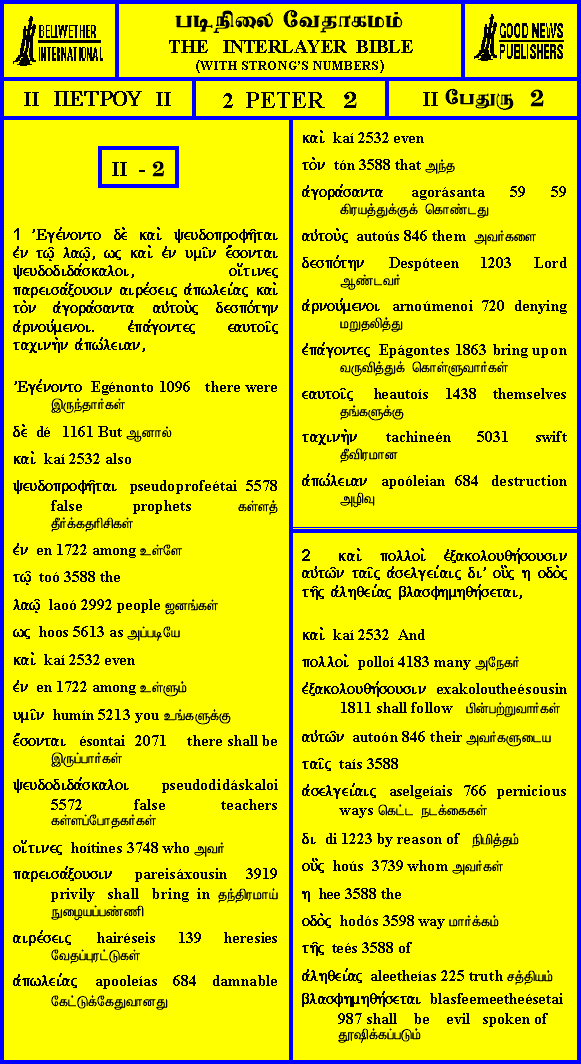 BELLWETHER
INTERNATIONAL
படிநிலை வேதாகமம்
THE INTERLAYER BIBLE
(WITH STRONG'S NUMBERS)
GOOD NEWS
PUBLISHERS
II ΠΕΤΡΟΥ II
2 PETER 2
II பேதுரு 2
II - 2
1 Ἐγένοντο δὲ καὶ ψευδοπροφῆται
ἐν τῷ λαῷ, ως καὶ ἐν υμῖν ἔσονται
ψευδοδιδάσκαλοι, οἵτινες
παρεισάξουσιν αιρέσεις ἀπωλείας καὶ
τὸν ἀγοράσαντα αὐτοὺς δεσπότην
ἀρνούμενοι.. ἐπάγοντες εαυτοῖς
ταχινὴν ἀπώλειαν,
Ἐγένοντο Egénonto 1096 there were
இருந்தார்கள்
δὲ dé 1161 But ஆனால்
καὶ kaí 2532 also
ψευδοπροφῆται pseudoprofeétai 5578
false prophets கள்ளத்
தீர்க்கதரிசிகள்
ἐν en 1722 among உள்ளே
τῷ toó 3588 the
λαῷ laoó 2992 people ஜனங்கள்
ως hoos 5613 as அப்படியே
καὶ kaí 2532 even
ἐν en 1722 among உள்ளும்
υμῖν humín 5213 you உங்களுக்கு
ἔσονται ésontai 2071 there shall be
இருப்பார்கள்
ψευδοδιδάσκαλοι pseudodidáskaloi
5572 false teachers
கள்ளப்போதகர்கள்
οἵτινες hoítines 3748 who அவர்
παρεισάξουσιν pareisáxousin 3919
privily shall bring in தந்திரமாய்
நுழையப்பண்ணி
αιρέσεις hairéseis 139 heresies
வேதப்புரட்டுகள்
ἀπωλείας apooleías 684 damnable
கேட்டுக்கேதுவானது
καὶ kaí 2532 even
τὸν tón 3588 that அந்த
ἀγοράσαντα agorásanta 59 59
கிரயத்துக்குக் கொண்டது
αὐτοὺς autoús 846 them அவர்களை
δεσπότην Despóteen 1203 Lord
ஆண்டவர்
ἀρνούμενοι arnoúmenoi 720 denying
மறுதலித்து
ἐπάγοντες Epágontes 1863 bring upon
வருவித்துக் கொள்ளுவார்கள்
εαυτοῖς heautoís 1438 themselves
தங்களுக்கு
ταχινὴν tachineén 5031 swift
தீவிரமான
ἀπώλειαν apoóleian 684 destruction
அழிவு
2 καὶ πολλοὶ ἐξακολουθήσουσιν
αὐτῶν ταῖς ἀσελγείαις δι' οὓς η οδὸς
τῆς ἀληθείας βλασφημηθήσεται,
καὶ kaí 2532 And
πολλοὶ polloí 4183 many அநேகர்
ἐξακολουθήσουσιν exakoloutheésousin
1811 shall follow பின்பற்றுவார்கள்
αὐτῶν autoón 846 their அவர்களுடைய
ταῖς taís 3588
ἀσελγείαις aselgeíais 766 pernicious
ways கெட்ட நடக்கைகள்
δι di 1223 by reason of நிமித்தம்
οὓς hoús 3739 whom அவர்கள்
η hee 3588 the
οδὸς hodós 3598 way மார்க்கம்
τῆς teés 3588 of
ἀληθείας aleetheías 225 truth சத்தியம்
βλασφημηθήσεται blasfeemeetheésetai
987 shall be evil spoken of
தூஷிக்கப்படும்